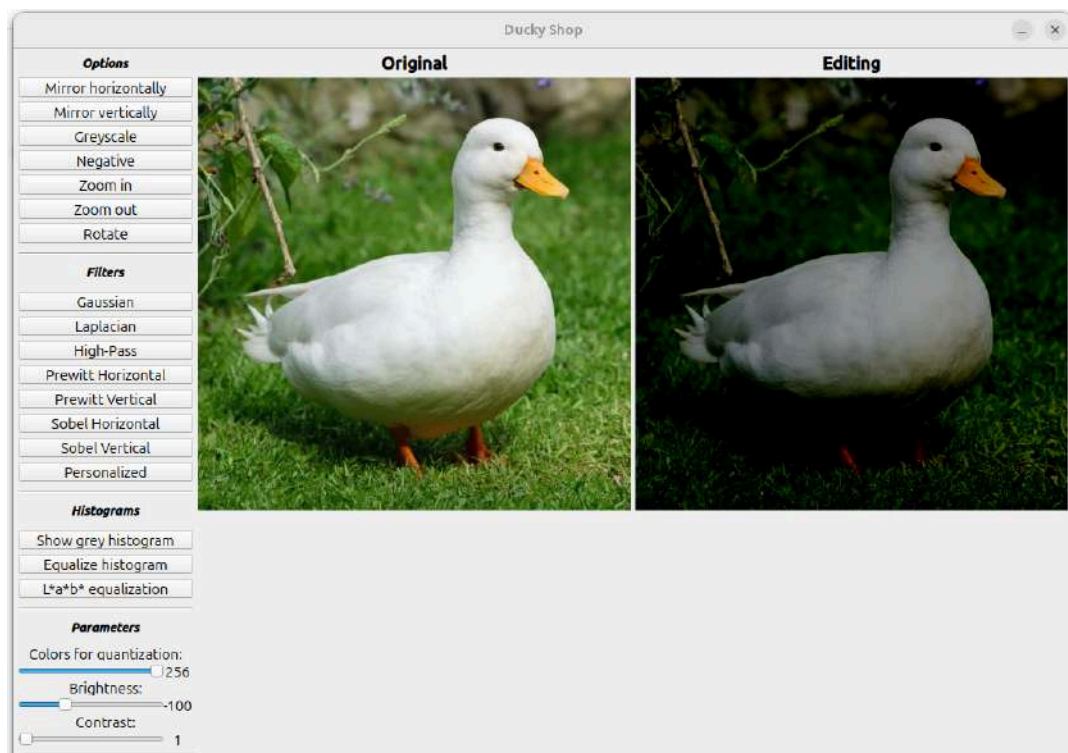 Ducky Shop
Options
Mirror horizontally
Mirror vertically
Greyscale
Negative
Zoom in
Zoom out
Rotate
Filters
Gaussian
Laplacian
High-Pass
Prewitt Horizontal
Prewitt Vertical
Sobel Horizontal
Sobel Vertical
Personalized
Histograms
Show grey histogram
Equalize histogram
L*a*b* equalization
Parameters
Colors for quantization:
256
Brightness:
-100
Contrast:
1
Original
Editing